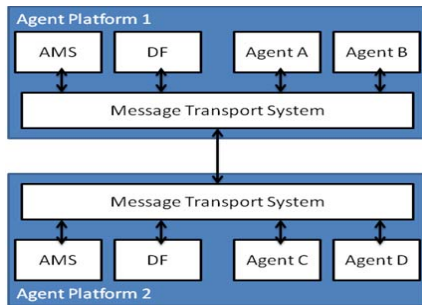 Agent Platform 1
AMS DF Agent A Agent B
Message Transport System
Message Transport System
AMS DF Agent C Agent D
Agent Platform 2